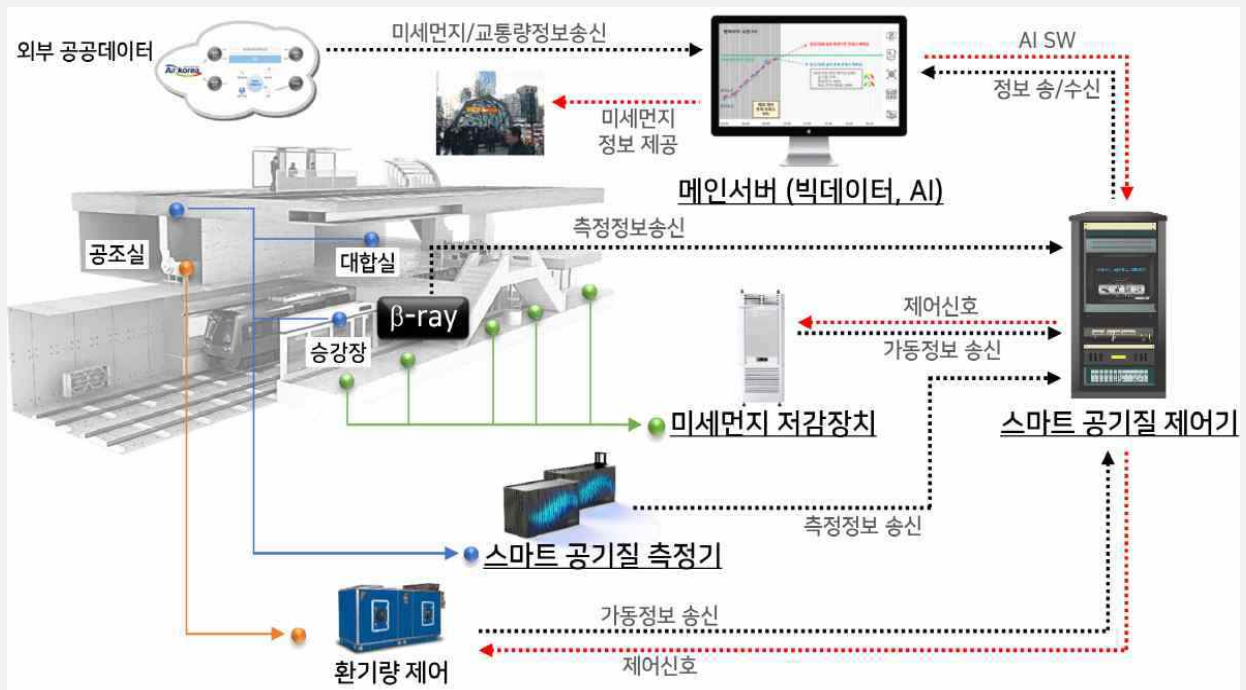 외부 공공데이터
Air korea
미세먼지/교통량정보송신
AI SW
정보 송/수신
미세먼지
정보 제공
메인서버 (빅데이터, AI)
측정정보송신
공조실
대합실
β-ray
승강장
제어신호
가동정보 송신
미세먼지 저감장치
스마트 공기질 제어기
측정정보 송신
스마트 공기질 측정기
가동정보 송신
환기량 제어
제어신호